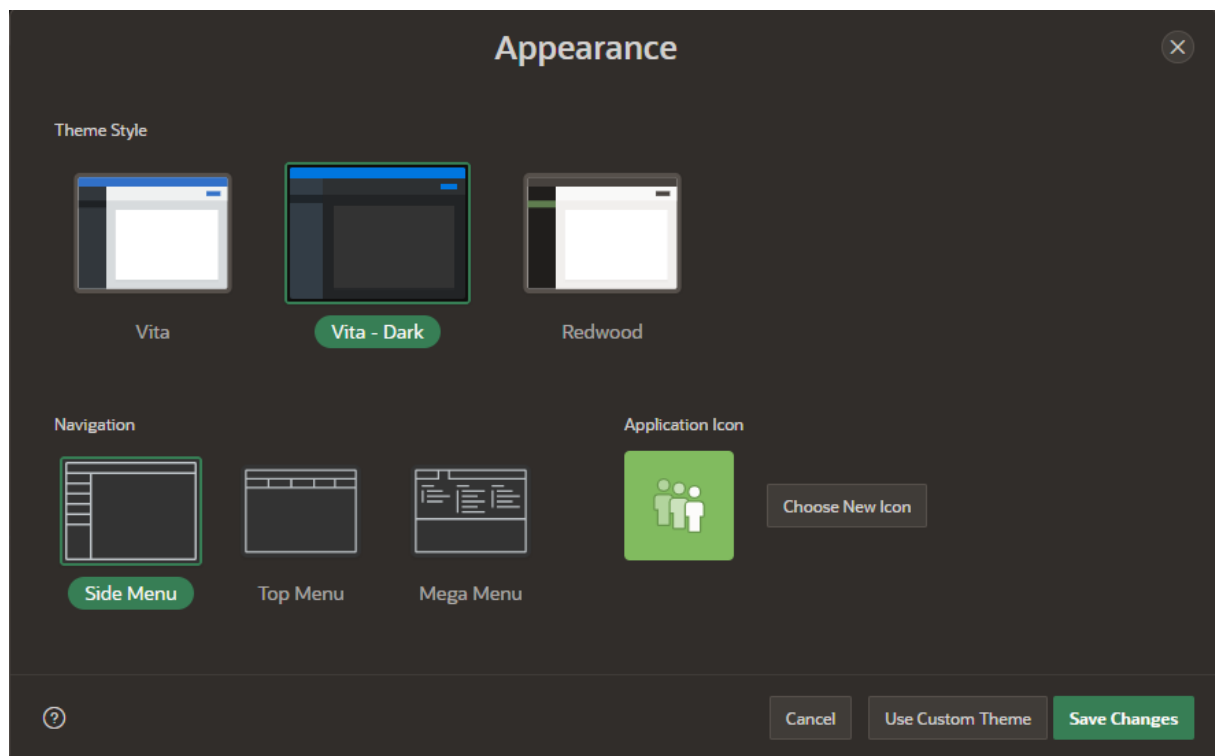 Appearance
Theme Style
Vita
Vita - Dark
Redwood
Navigation
Side Menu
Top Menu
Mega Menu
Application Icon
Choose New Icon
Cancel
Use Custom Theme
Save Changes